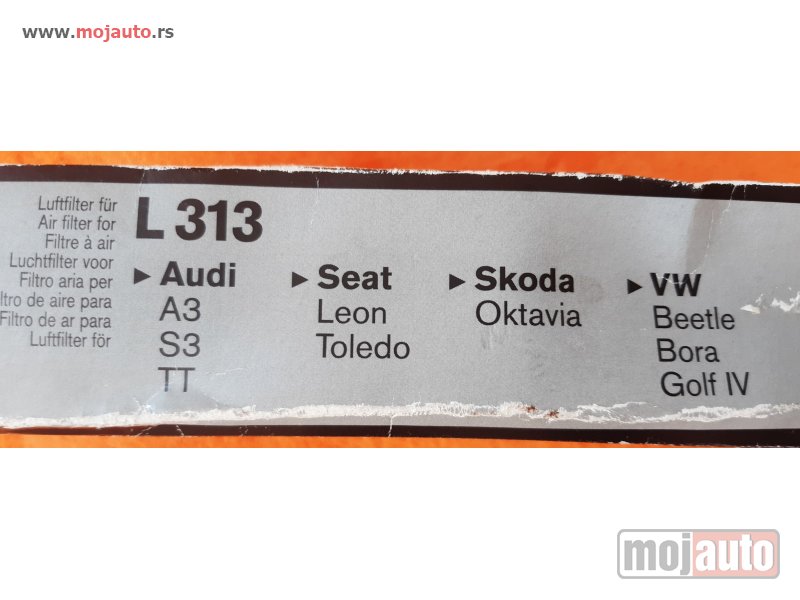 www.mojauto.rs
Luftfilter für
Air filter for
Filtre à air
Luchtfilter voor
Filtro aria per
ltro de aire para
Filtro de ar para
Luftfilter för
L 313
Audi
A3
S3
TT
Seat
Leon
Toledo
Skoda
Oktavia
VW
Beetle
Bora
Golf IV
mojauto